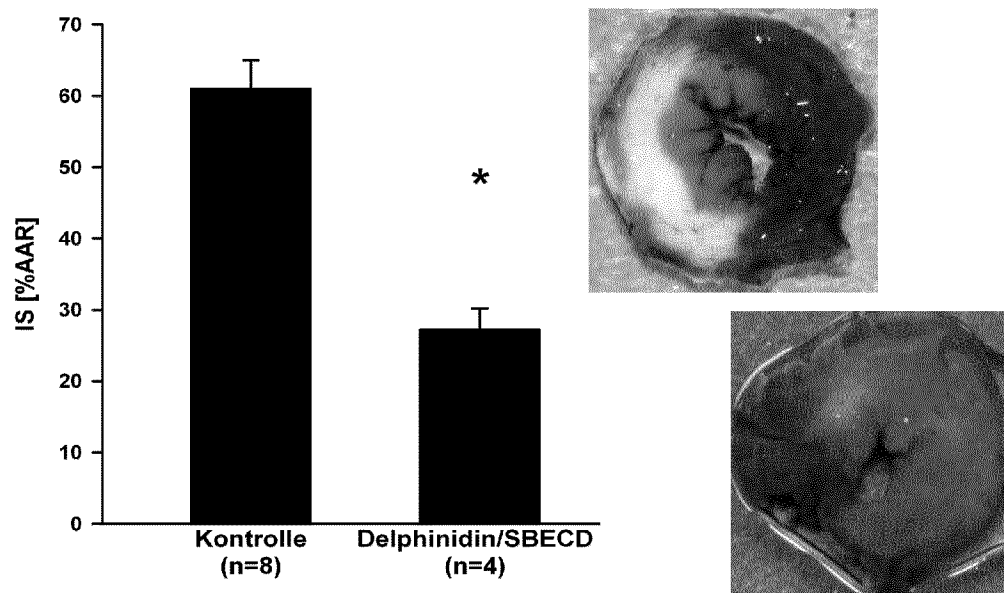 70
60
50
40
30
20
10
0
IS [%AAR]
*
Kontrolle
(n=8)
Delphinidin/SBECD
(n=4)